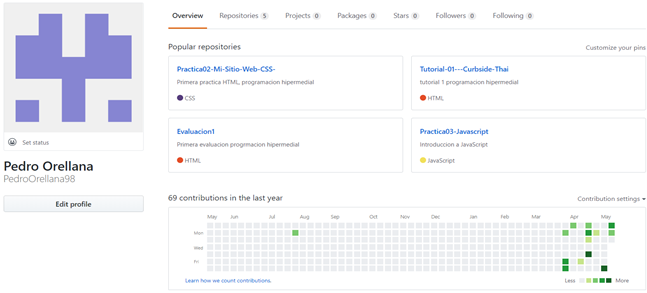 Overview Repositories 5 Projects 0 Packages 0 Stars 0 Followers 0 Following 0
Set status
Pedro Orellana
PedroOrellana98
Edit profile
Popular repositories Customize your pins
Practica02-Mi-Sitio-Web-CSS-
Primera practica HTML, programacion hipermedial
CSS
Tutorial-01---Curbside-Thai
tutorial 1 programacion hipermedial
HTML
Evaluacion1
Primera evaluacion progrmacion hipermedial
HTML
Practica03-Javascript
Introduccion a JavaScript
JavaScript
69 contributions in the last year Contribution settings
May Jun Jul Aug Sep Oct Nov Dec Jan Feb Mar Apr May
Mon
Wed
Fri
Learn how we count contributions. Less More